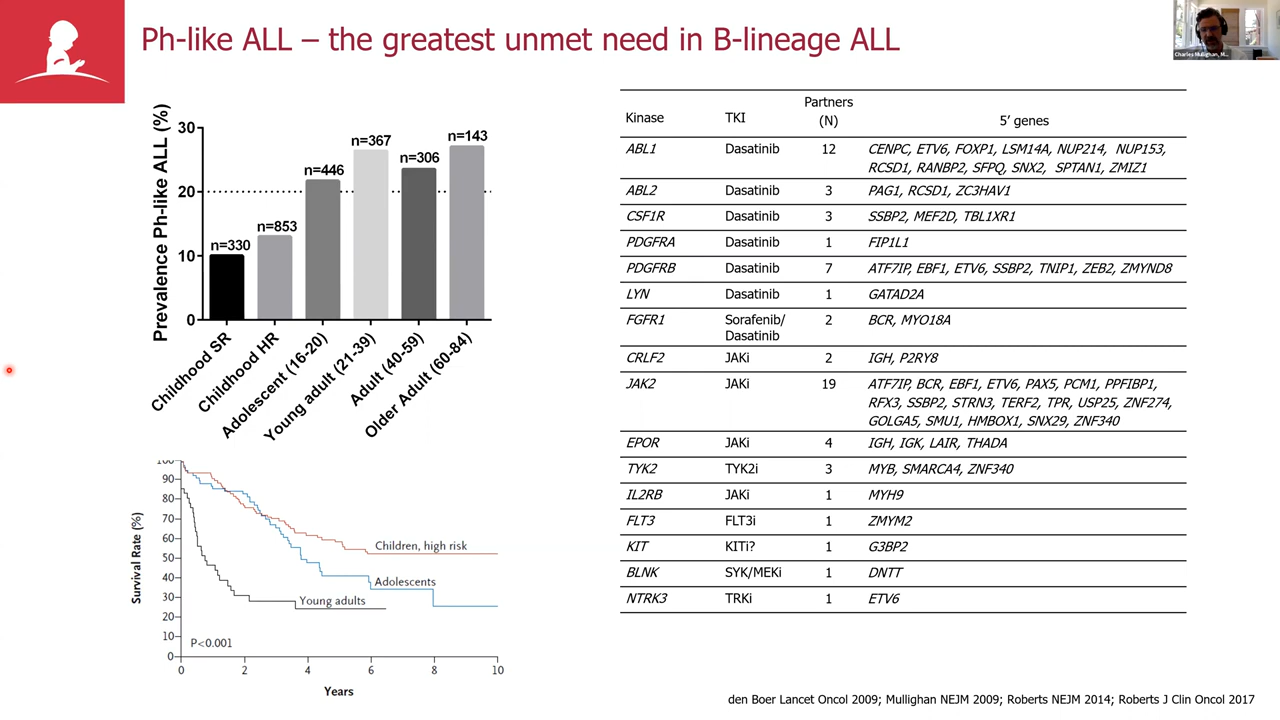 Ph-like ALL – the greatest unmet need in B-lineage ALL
Charles Mullighan, M...
Prevalence Ph-like ALL (%)
30
20
10
0
n=330
n=853
n=446
n=367
n=306
n=143
Childhood SR
Childhood HR
Adolescent (16-20)
Young adult (21-39)
Adult (40-59)
Older Adult (60-84)
Survival Rate (%)
100
90
80
70
60
50
40
30
20
10
0
Children, high risk
Adolescents
Young adults
P<0.001
0 2 4 6 8 10
Years
Kinase TKI Partners (N) 5' genes
ABL1 Dasatinib 12 CENPC, ETV6, FOXP1, LSM14A, NUP214, NUP153,
RCSD1, RANBP2, SFPQ, SNX2, SPTAN1, ZMIZ1
ABL2 Dasatinib 3 PAG1, RCSD1, ZC3HAV1
CSF1R Dasatinib 3 SSBP2, MEF2D, TBL1XR1
PDGFRA Dasatinib 1 FIP1L1
PDGFRB Dasatinib 7 ATF7IP, EBF1, ETV6, SSBP2, TNIP1, ZEB2, ZMYND8
LYN Dasatinib 1 GATAD2A
FGFR1 Sorafenib/ 2 BCR, MYO18A
Dasatinib
CRLF2 JAKi 2 IGH, P2RY8
JAK2 JAKi 19 ATF7IP, BCR, EBF1, ETV6, PAX5, PCM1, PPFIBP1,
RFX3, SSBP2, STRN3, TERF2, TPR, USP25, ZNF274,
GOLGA5, SMU1, HMBOX1, SNX29, ZNF340
EPOR JAKi 4 IGH, IGK, LAIR, THADA
TYK2 TYK2i 3 MYB, SMARCA4, ZNF340
IL2RB JAKi 1 MYH9
FLT3 FLT3i 1 ZMYM2
KIT KITi? 1 G3BP2
BLNK SYK/MEKi 1 DNTT
NTRK3 TRKi 1 ETV6
den Boer Lancet Oncol 2009; Mullighan NEJM 2009; Roberts NEJM 2014; Roberts J Clin Oncol 2017